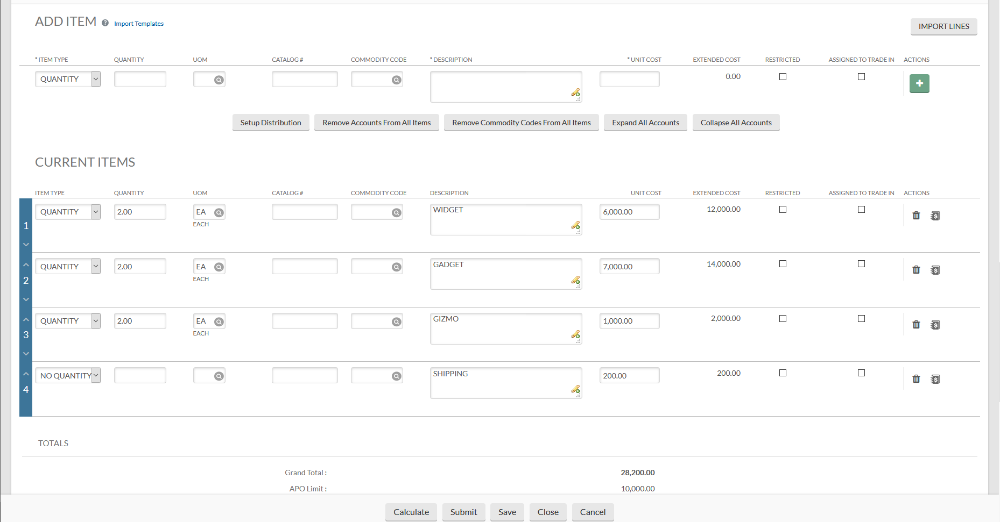 ADD ITEM ? Import Templates
IMPORT LINES
* ITEM TYPE QUANTITY UOM CATALOG # COMMODITY CODE * DESCRIPTION * UNIT COST EXTENDED COST RESTRICTED ASSIGNED TO TRADE IN ACTIONS
QUANTITY 0.00
Setup Distribution Remove Accounts From All Items Remove Commodity Codes From All Items Expand All Accounts Collapse All Accounts
CURRENT ITEMS
ITEM TYPE QUANTITY UOM CATALOG # COMMODITY CODE DESCRIPTION UNIT COST EXTENDED COST RESTRICTED ASSIGNED TO TRADE IN ACTIONS
1 QUANTITY 2.00 EA WIDGET 6,000.00 12,000.00
EACH
2 QUANTITY 2.00 EA GADGET 7,000.00 14,000.00
EACH
3 QUANTITY 2.00 EA GIZMO 1,000.00 2,000.00
EACH
4 NO QUANTITY SHIPPING 200.00 200.00
TOTALS
Grand Total : 28,200.00
APO Limit : 10,000.00
Calculate Submit Save Close Cancel